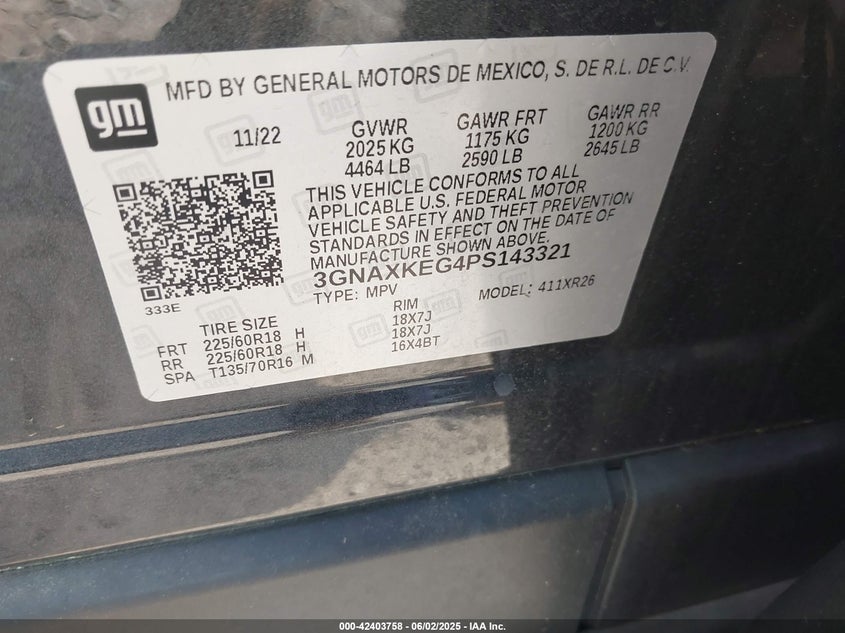 gm
MFD BY GENERAL MOTORS DE MEXICO, S. DE R.L. DE C.V.
11/22
GVWR
2025 KG
4464 LB
GAWR FRT
1175 KG
2590 LB
GAWR RR
1200 KG
2645 LB
THIS VEHICLE CONFORMS TO ALL
APPLICABLE U.S. FEDERAL MOTOR
VEHICLE SAFETY AND THEFT PREVENTION
STANDARDS IN EFFECT ON THE DATE OF
MANUFACTURE SHOWN ABOVE.
3GNAXKEG4PS143321
TYPE: MPV
MODEL: 411XR26
333E
TIRE SIZE
RIM
FRT 225/60R18 H 18X7J
RR 225/60R18 H 18X7J
SPA T135/70R16 M 16X4BT
000-42403758 - 06/02/2025 - IAA Inc.